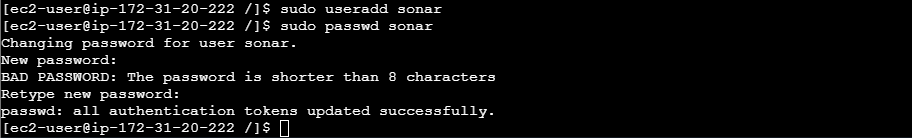 [ec2-user@ip-172-31-20-222 /]$ sudo useradd sonar
[ec2-user@ip-172-31-20-222 /]$ sudo passwd sonar
Changing password for user sonar.
New password:
BAD PASSWORD: The password is shorter than 8 characters
Retype new password:
passwd: all authentication tokens updated successfully.
[ec2-user@ip-172-31-20-222 /]$